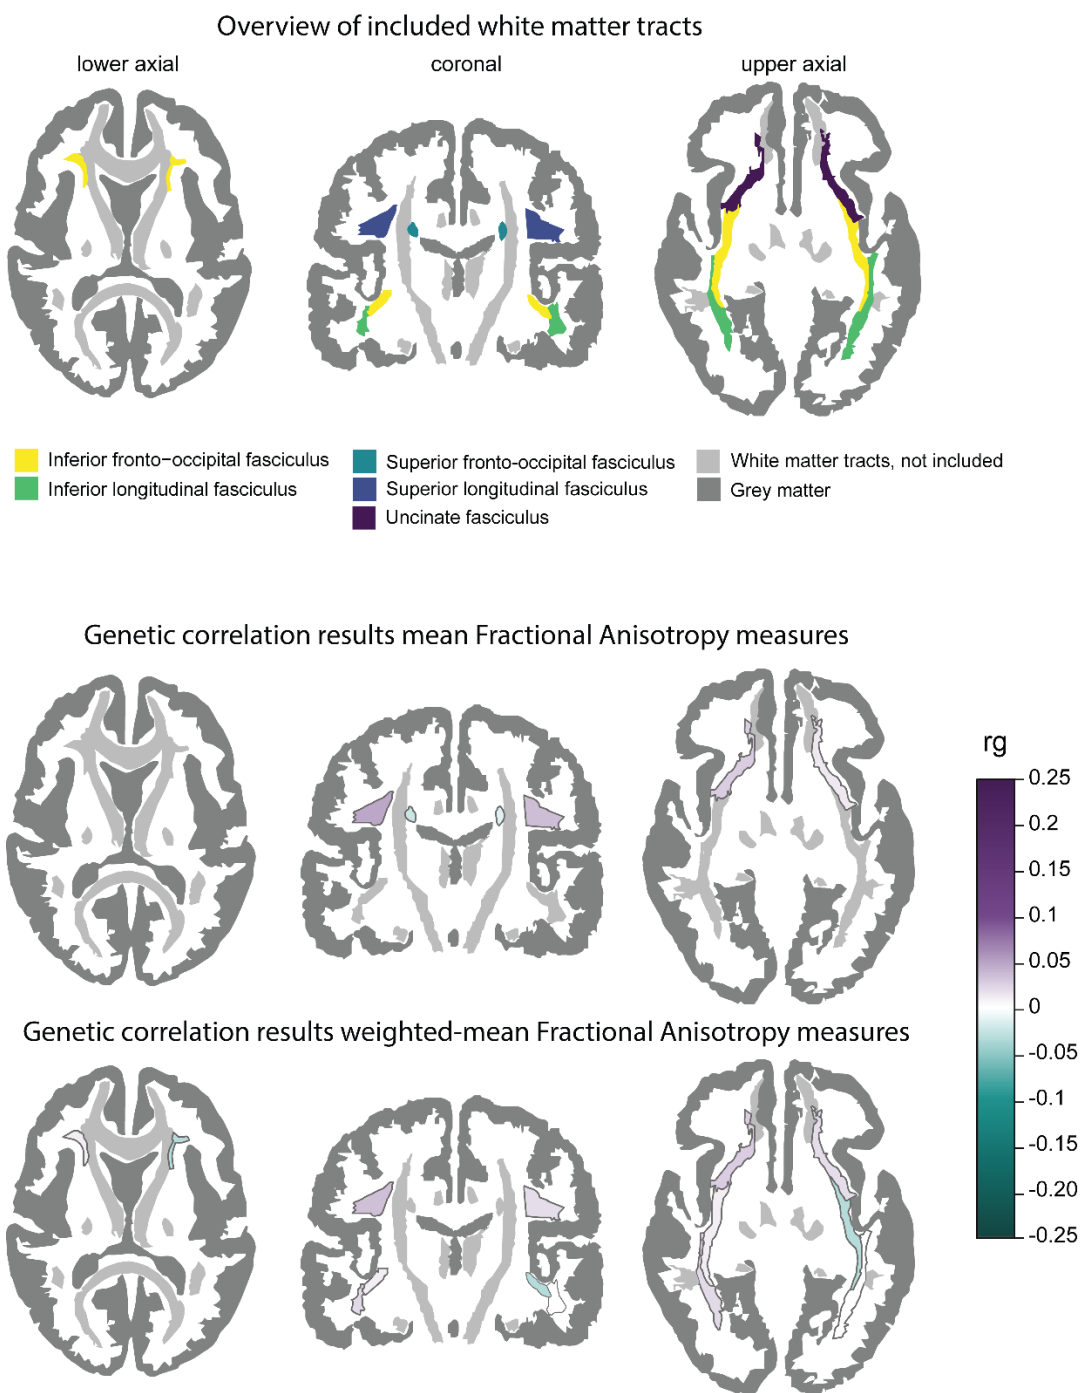 Overview of included white matter tracts
lower axial
coronal
upper axial
Inferior fronto−occipital fasciculus
Inferior longitudinal fasciculus
Superior fronto-occipital fasciculus
Superior longitudinal fasciculus
Uncinate fasciculus
White matter tracts, not included
Grey matter
Genetic correlation results mean Fractional Anisotropy measures
rg
0.25
0.2
0.15
0.1
0.05
0
-0.05
-0.1
-0.15
-0.20
-0.25
Genetic correlation results weighted-mean Fractional Anisotropy measures